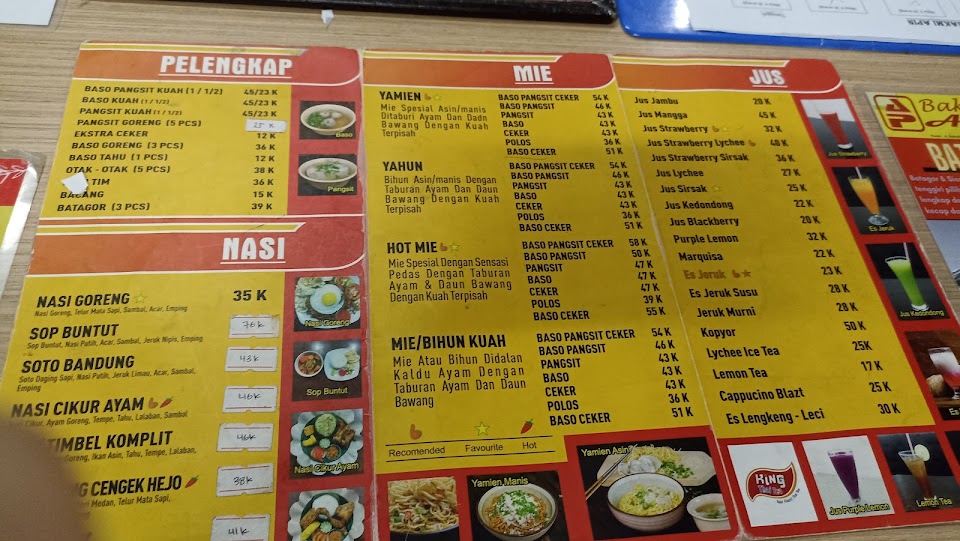 PELENGKAP
BASO PANGSIT KUAH (1 / 1/2) 45/23 K
BASO KUAH (1 / 1/2) 45/23 K
PANGSIT KUAH (1 / 1/2) 45/23 K
PANGSIT GORENG (5 PCS) 25 K
EKSTRA CEKER 12 K
BASO GORENG (3 PCS) 36 K
BASO TAHU (1 PCS) 12 K
OTAK - OTAK (5 PCS) 38 K
TIM 36 K
BACANG 15 K
BATAGOR (3 PCS) 39 K
Baso
Pangsit
NASI
NASI GORENG 35 K
Nasi Goreng, Telur Mata Sapi, Sambal, Acar, Emping
SOP BUNTUT 76K
Sop Buntut, Nasi Putih, Acar, Sambal, Jeruk Nipis, Emping
SOTO BANDUNG 43K
Soto Daging Sapi, Nasi Putih, Jeruk Limau, Acar, Sambal,
Emping
NASI CIKUR AYAM 46K
Cikur, Ayam Goreng, Tempe, Tahu, Lalaban, Sambal
TIMBEL KOMPLIT 46K
Goreng, Ikan Asin, Tahu, Tempe, Lalaban,
CENGEK HEJO 38K
Medan, Telur Mata Sapi,
41K
Nasi Goreng
Sop Buntut
Nasi Cikur Ayam
MIE
YAMIEN
Mie Spesial Asin/manis
Ditaburi Ayam Dan Dadn
Bawang Dengan Kuah
Terpisah
BASO PANGSIT CEKER 54 K
BASO PANGSIT 46 K
PANGSIT 43 K
BASO 43 K
CEKER 43 K
POLOS 36 K
BASO CEKER 51 K
YAHUN
Bihun Asin/manis Dengan
Taburan Ayam Dan Daun
Bawang Dengan Kuah
Terpisah
BASO PANGSIT CEKER 54 K
BASO PANGSIT 46 K
PANGSIT 43 K
BASO 43 K
CEKER 43 K
POLOS 36 K
BASO CEKER 51 K
HOT MIE
Mie Spesial Dengan Sensasi
Pedas Dengan Taburan
Ayam & Daun Bawang
Dengan Kuah Terpisah
BASO PANGSIT CEKER 58 K
BASO PANGSIT 50 K
PANGSIT 47 K
BASO 47 K
CEKER 47 K
POLOS 39 K
BASO CEKER 55 K
MIE/BIHUN KUAH
Mie Atau Bihun Didalan
Kaldu Ayam Dengan
Taburan Ayam Dan Daun
Bawang
BASO PANGSIT CEKER 54 K
BASO PANGSIT 46 K
PANGSIT 43 K
BASO 43 K
CEKER 43 K
POLOS 36 K
BASO CEKER 51 K
Recomended Favourite Hot
Yamien Manis
Yamien Asin
JUS
Jus Jambu 20 K
Jus Mangga 45 K
Jus Strawberry 32 K
Jus Strawberry Lychee 40 K
Jus Strawberry Sirsak 36 K
Jus Lychee 27 K
Jus Sirsak 25 K
Jus Kedondong 22 K
Jus Blackberry 20 K
Purple Lemon 32 K
Marquisa 22 K
Es Jeruk 23 K
Es Jeruk Susu 28 K
Jeruk Murni 28 K
Kopyor 50 K
Lychee Ice Tea 25K
Lemon Tea 17 K
Cappucino Blazt 25 K
Es Lengkeng - Leci 30 K
Jus Strawberry
Es Jeruk
Jus Kedondong
KING
Jus Purple Lemon
Lemon Tea
AP
Batagor &
tenggiri
lengkap
kecap